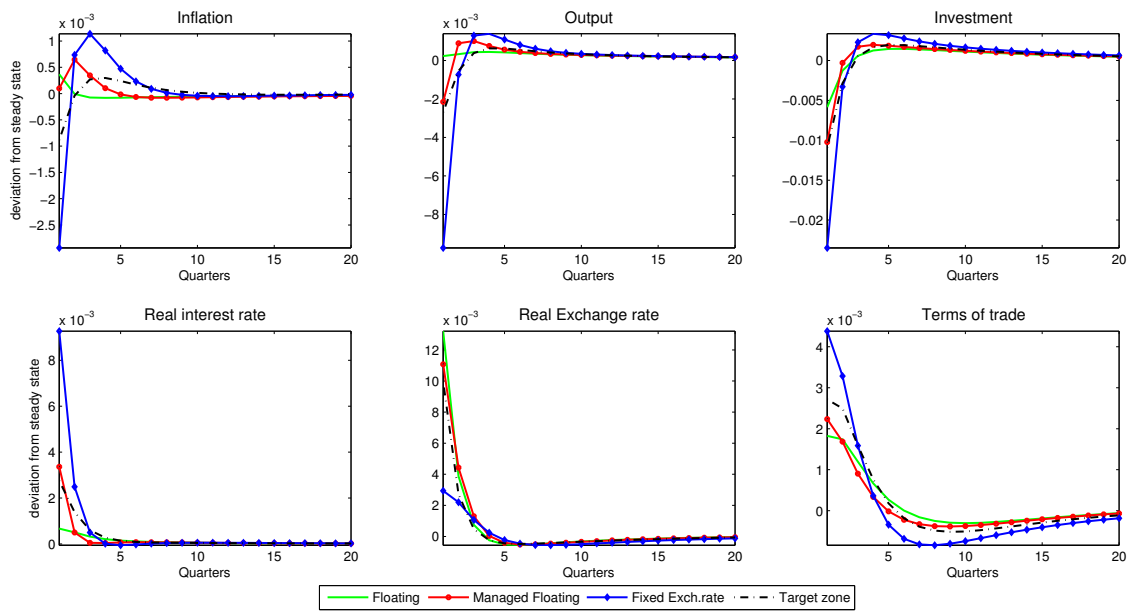 Inflation
x 10⁻³
deviation from steady state
1
0.5
0
−0.5
−1
−1.5
−2
−2.5
5 10 15 20
Quarters
Output
x 10⁻³
0
−2
−4
−6
−8
5 10 15 20
Quarters
Investment
0
−0.005
−0.01
−0.015
−0.02
5 10 15 20
Quarters
Real interest rate
x 10⁻³
deviation from steady state
8
6
4
2
0
5 10 15 20
Quarters
Real Exchange rate
x 10⁻³
12
10
8
6
4
2
0
5 10 15 20
Quarters
Terms of trade
x 10⁻³
4
3
2
1
0
5 10 15 20
Quarters
Floating Managed Floating Fixed Exch.rate Target zone